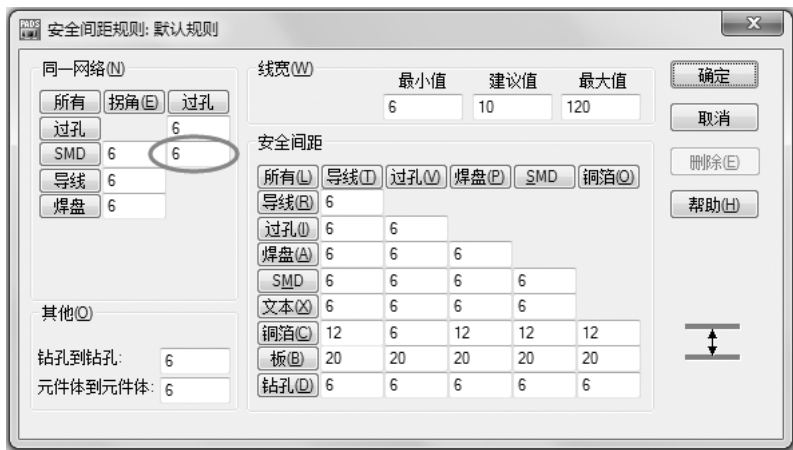 PADS 安全间距规则: 默认规则 X
同一网络(N)
所有 拐角(E) 过孔
过孔 6
SMD 6 6
导线 6
焊盘 6
其他(O)
钻孔到钻孔: 6
元件体到元件体: 6
线宽(W)
最小值 建议值 最大值
6 10 120
安全间距
所有(L) 导线(T) 过孔(V) 焊盘(P) SMD 铜箔(O)
导线(R) 6
过孔(I) 6 6
焊盘(A) 6 6 6
SMD 6 6 6 6
文本(X) 6 6 6 6
铜箔(C) 12 6 12 12 12
板(B) 20 20 20 20 20
钻孔(D) 6 6 6 6 6
确定
取消
删除(E)
帮助(H)